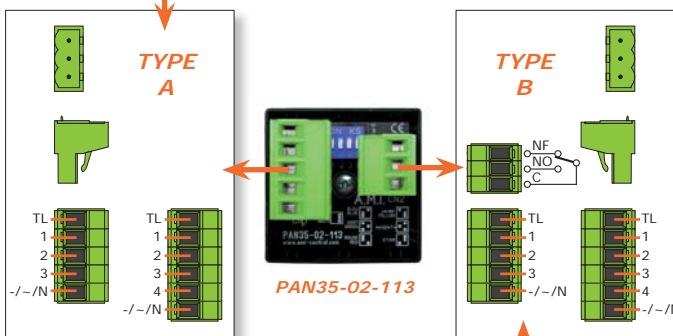 TYPE
A
TL
1
2
3
-/~/N
TL
1
2
3
4
-/~/N
CE
A.M.I.
CN2
PAN35-02-113
PAN35-02-113
TYPE
B
NF
NO
C
TL
1
2
3
-/~/N
TL
1
2
3
4
-/~/N